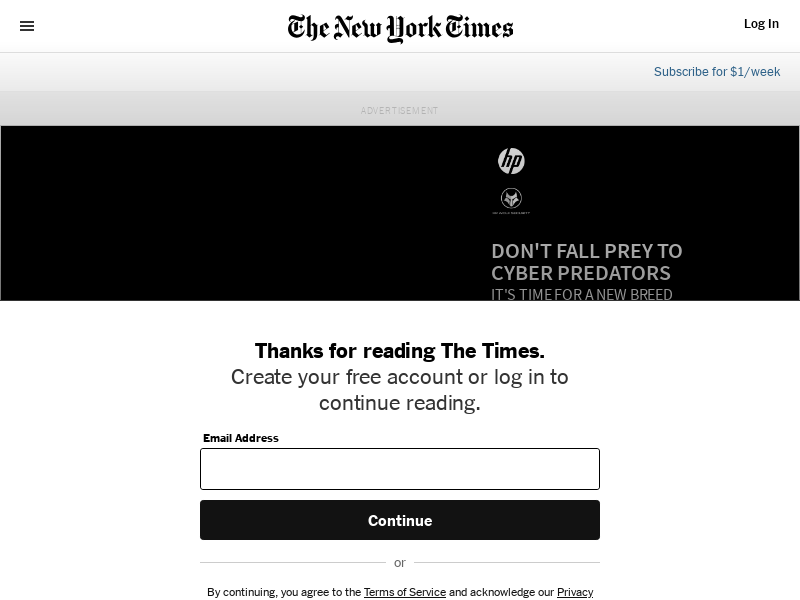 The New York Times
Log In
Subscribe for $1/week
ADVERTISEMENT
hp
DON'T FALL PREY TO
CYBER PREDATORS
IT'S TIME FOR A NEW BREED
Thanks for reading The Times.
Create your free account or log in to
continue reading.
Email Address
Continue
or
By continuing, you agree to the Terms of Service and acknowledge our Privacy